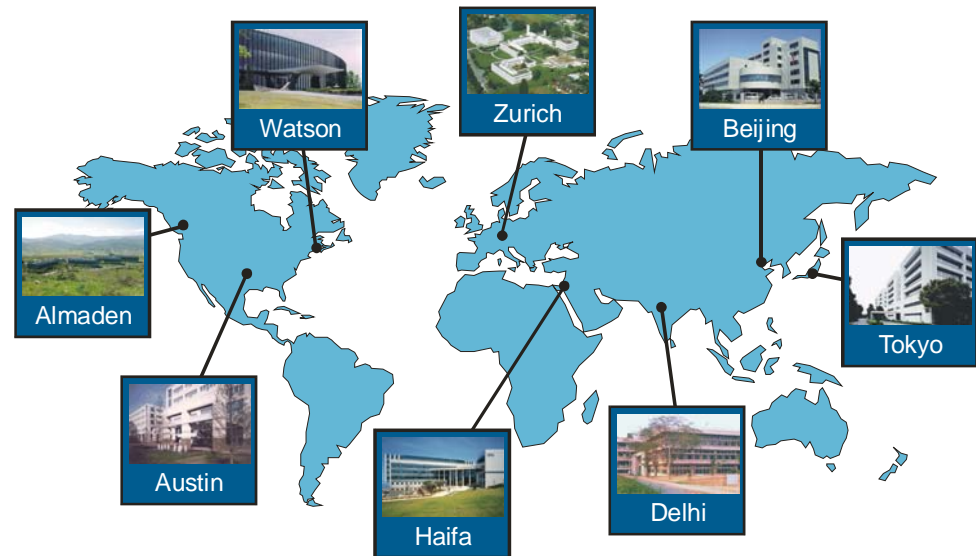 Watson
Zurich
Beijing
Almaden
Tokyo
Austin
Haifa
Delhi